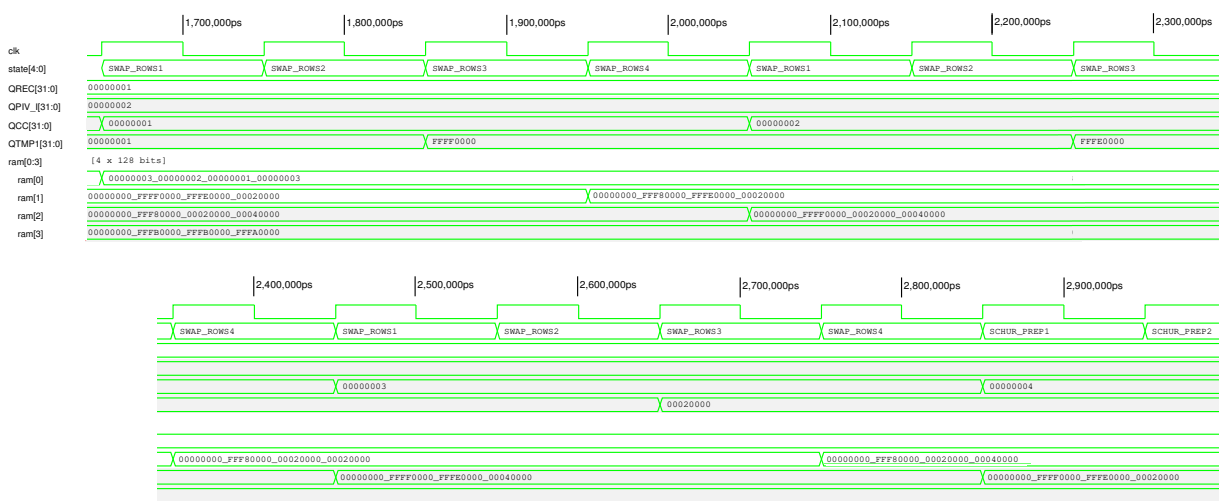 1,700,000ps 1,800,000ps 1,900,000ps 2,000,000ps 2,100,000ps 2,200,000ps 2,300,000ps
clk
state[4:0] SWAP_ROWS1 SWAP_ROWS2 SWAP_ROWS3 SWAP_ROWS4 SWAP_ROWS1 SWAP_ROWS2 SWAP_ROWS3
QREC[31:0] 00000001
QPIV_I[31:0] 00000002
QCC[31:0] 00000001 00000002
QTMP1[31:0] 00000001 FFFF0000 FFFE0000
ram[0:3] [4 x 128 bits]
ram[0] 00000003_00000002_00000001_00000003
ram[1] 00000000_FFFF0000_FFFE0000_00020000 00000000_FFF80000_FFFE0000_00020000
ram[2] 00000000_FFF80000_00020000_00040000 00000000_FFFF0000_00020000_00040000
ram[3] 00000000_FFFB0000_FFFB0000_FFFA0000
2,400,000ps 2,500,000ps 2,600,000ps 2,700,000ps 2,800,000ps 2,900,000ps
SWAP_ROWS4 SWAP_ROWS1 SWAP_ROWS2 SWAP_ROWS3 SWAP_ROWS4 SCHUR_PREP1 SCHUR_PREP2
00000003 00000004
00020000
00000000_FFF80000_00020000_00020000 00000000_FFF80000_00020000_00040000
00000000_FFFF0000_FFFE0000_00040000 00000000_FFFF0000_FFFE0000_00020000